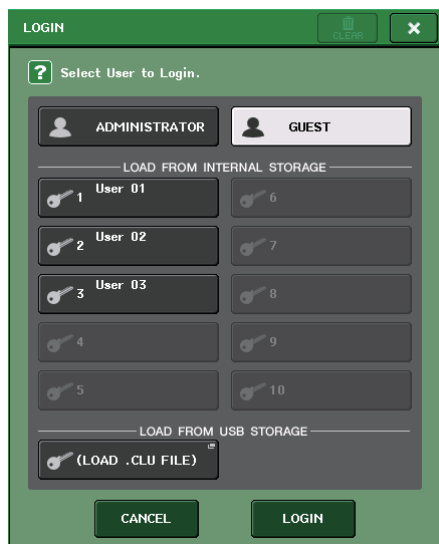 LOGIN
CLEAR
?
Select User to Login.
ADMINISTRATOR
GUEST
LOAD FROM INTERNAL STORAGE
1 User 01
6
2 User 02
7
3 User 03
8
4
9
5
10
LOAD FROM USB STORAGE
(LOAD .CLU FILE)
CANCEL
LOGIN